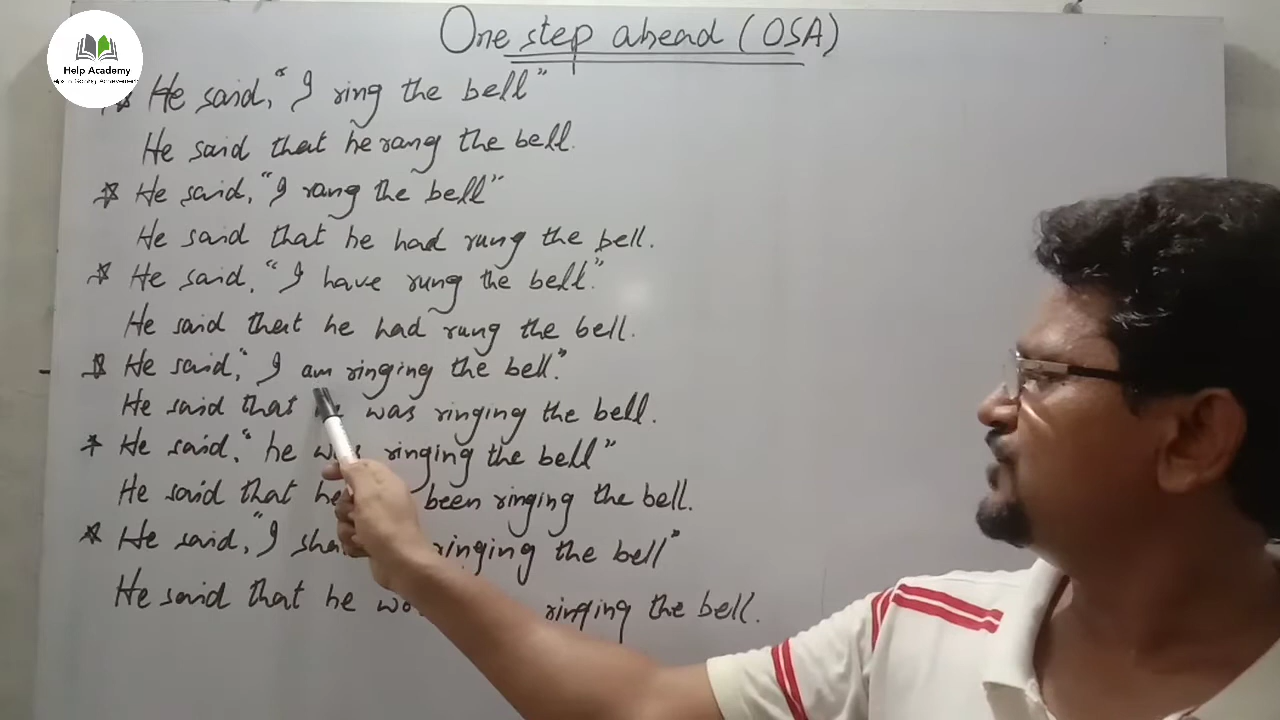 One step ahead (OSA)
Help Academy
☆ He said, "I ring the bell"
He said that he rang the bell.
☆ He said, "I rang the bell"
He said that he had rung the bell.
☆ He said, "I have rung the bell."
He said that he had rung the bell.
☆ He said, "I am ringing the bell."
He said that he was ringing the bell.
☆ He said, "he was ringing the bell"
He said that he been ringing the bell.
☆ He said, "I ringing the bell"
He said that he ringing the bell.